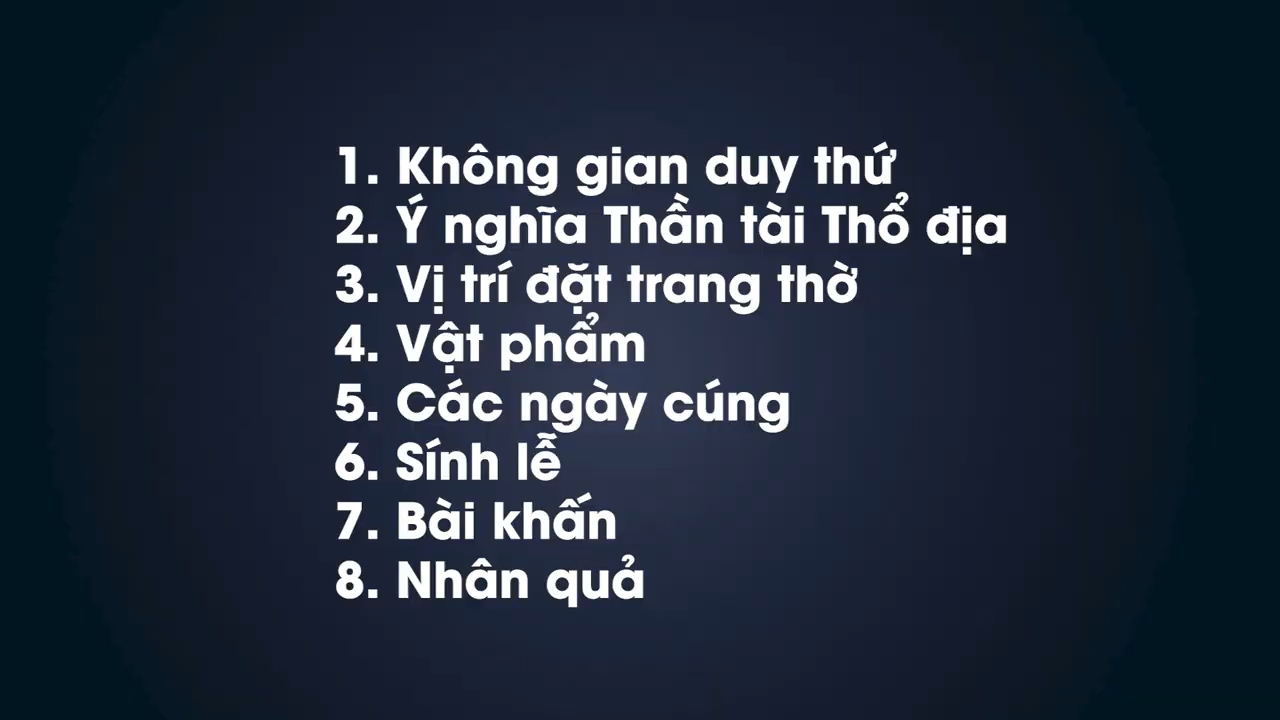 1. Không gian duy thứ
2. Ý nghĩa Thần tài Thổ địa
3. Vị trí đặt trang thờ
4. Vật phẩm
5. Các ngày cúng
6. Sính lễ
7. Bài khấn
8. Nhân quả